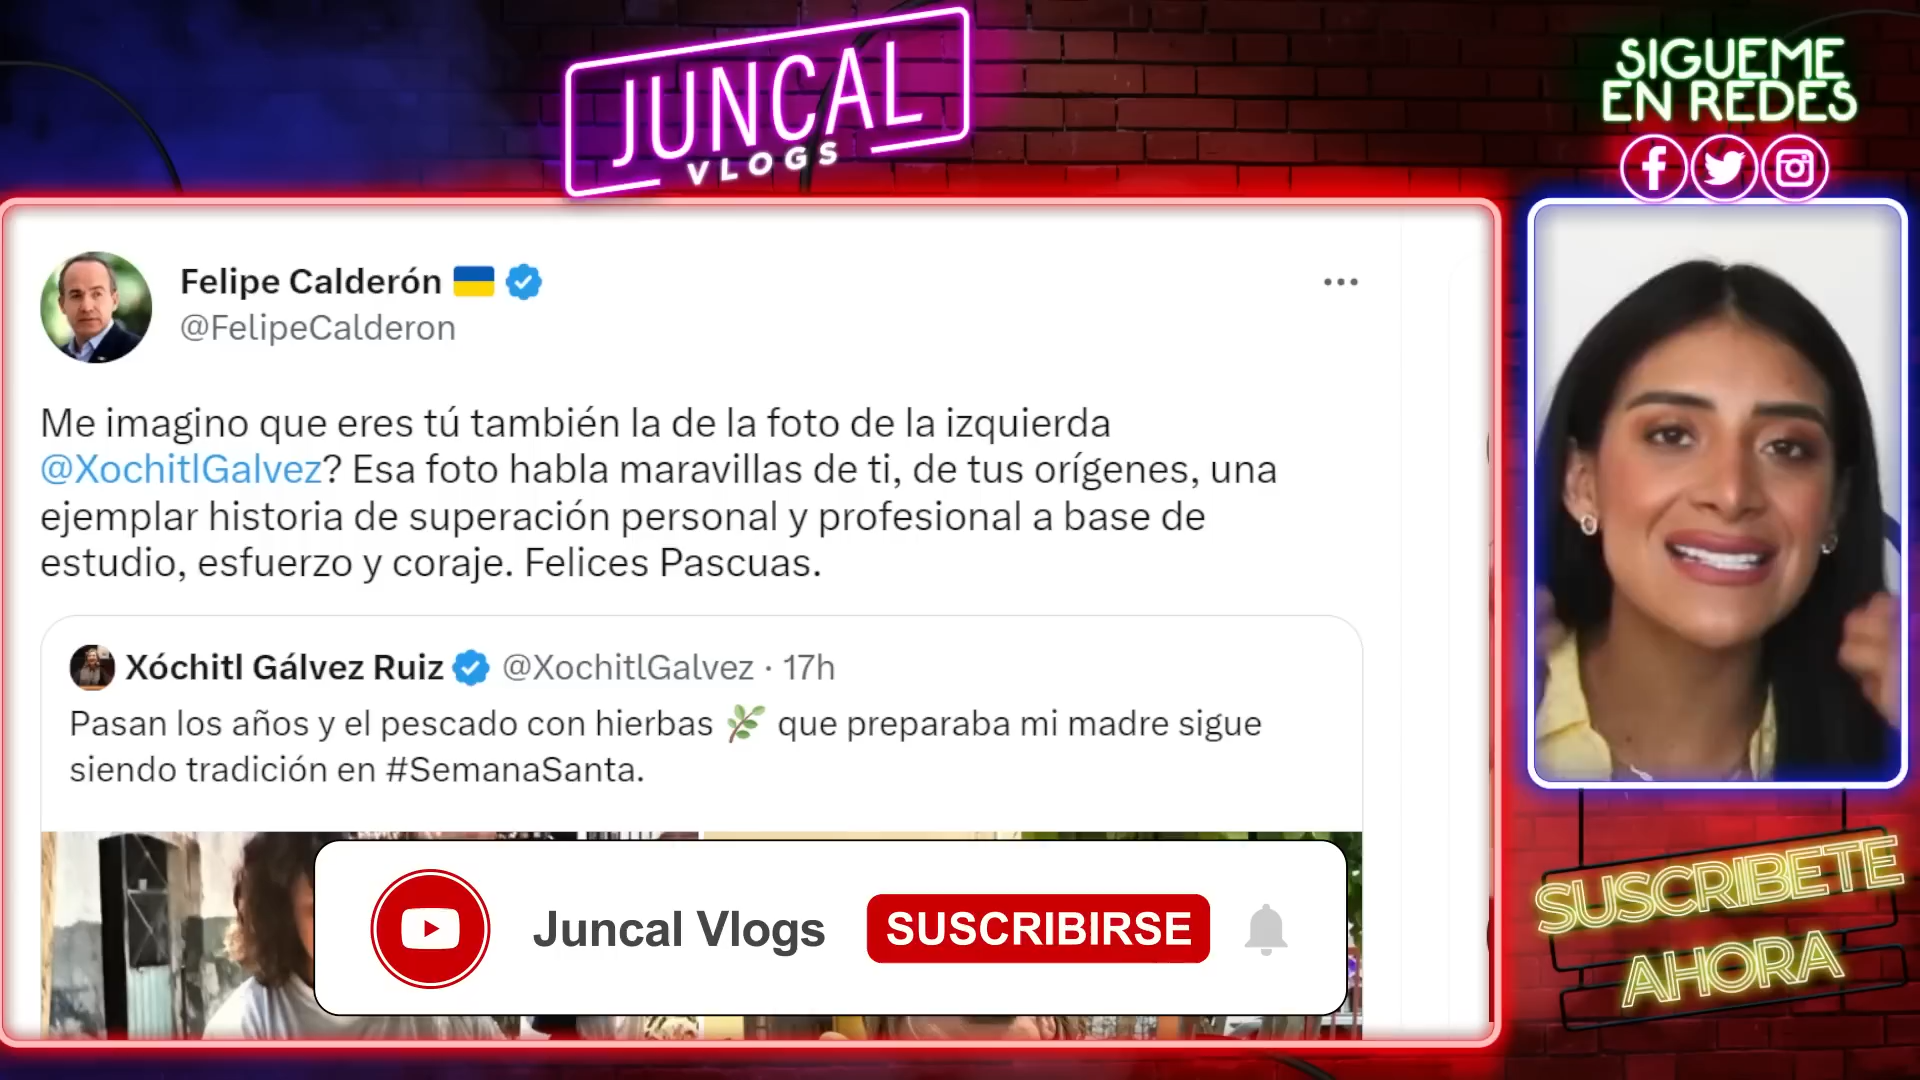 JUNCAL
VLOGS
SIGUEME
EN REDES
Felipe Calderón
@FelipeCalderon
Me imagino que eres tú también la de la foto de la izquierda
@XochitlGalvez? Esa foto habla maravillas de ti, de tus orígenes, una
ejemplar historia de superación personal y profesional a base de
estudio, esfuerzo y coraje. Felices Pascuas.
Xóchitl Gálvez Ruiz @XochitlGalvez · 17h
Pasan los años y el pescado con hierbas 🌿 que preparaba mi madre sigue
siendo tradición en #SemanaSanta.
Juncal Vlogs SUSCRIBIRSE
SUSCRIBETE
AHORA